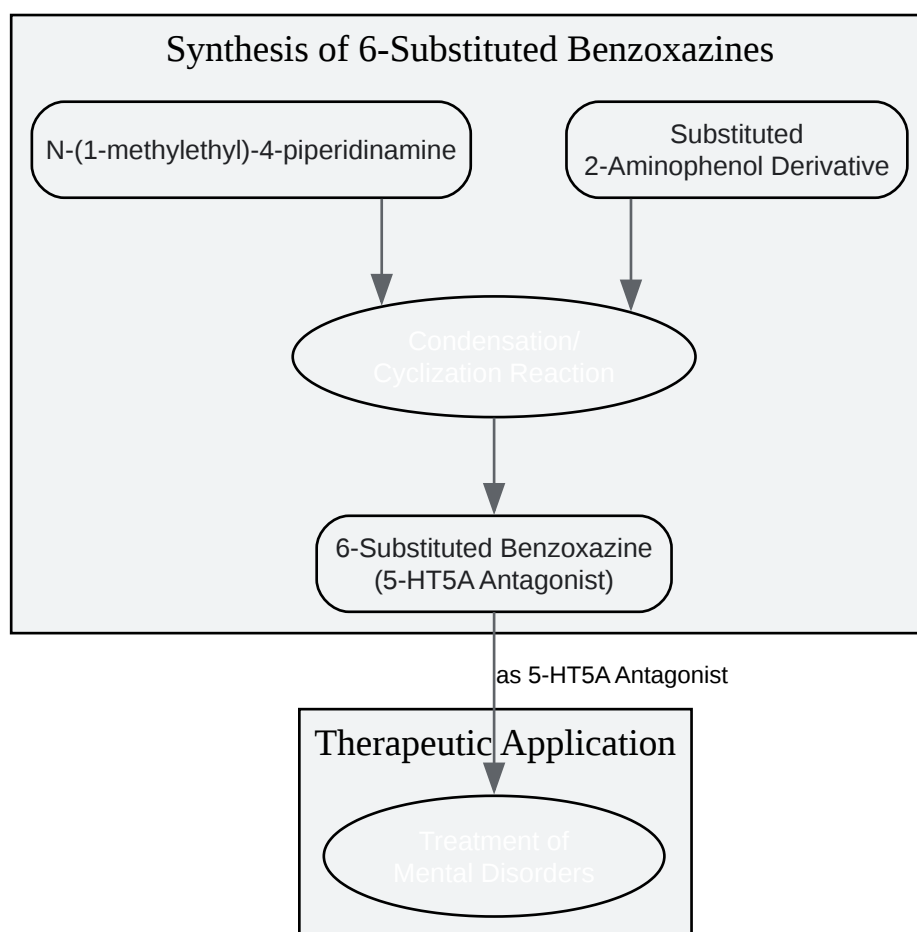 Synthesis of 6-Substituted Benzoxazines
N-(1-methylethyl)-4-piperidinamine
Substituted
2-Aminophenol Derivative
Condensation/
Cyclization Reaction
6-Substituted Benzoxazine
(5-HT5A Antagonist)
as 5-HT5A Antagonist
Therapeutic Application
Treatment of
Mental Disorders